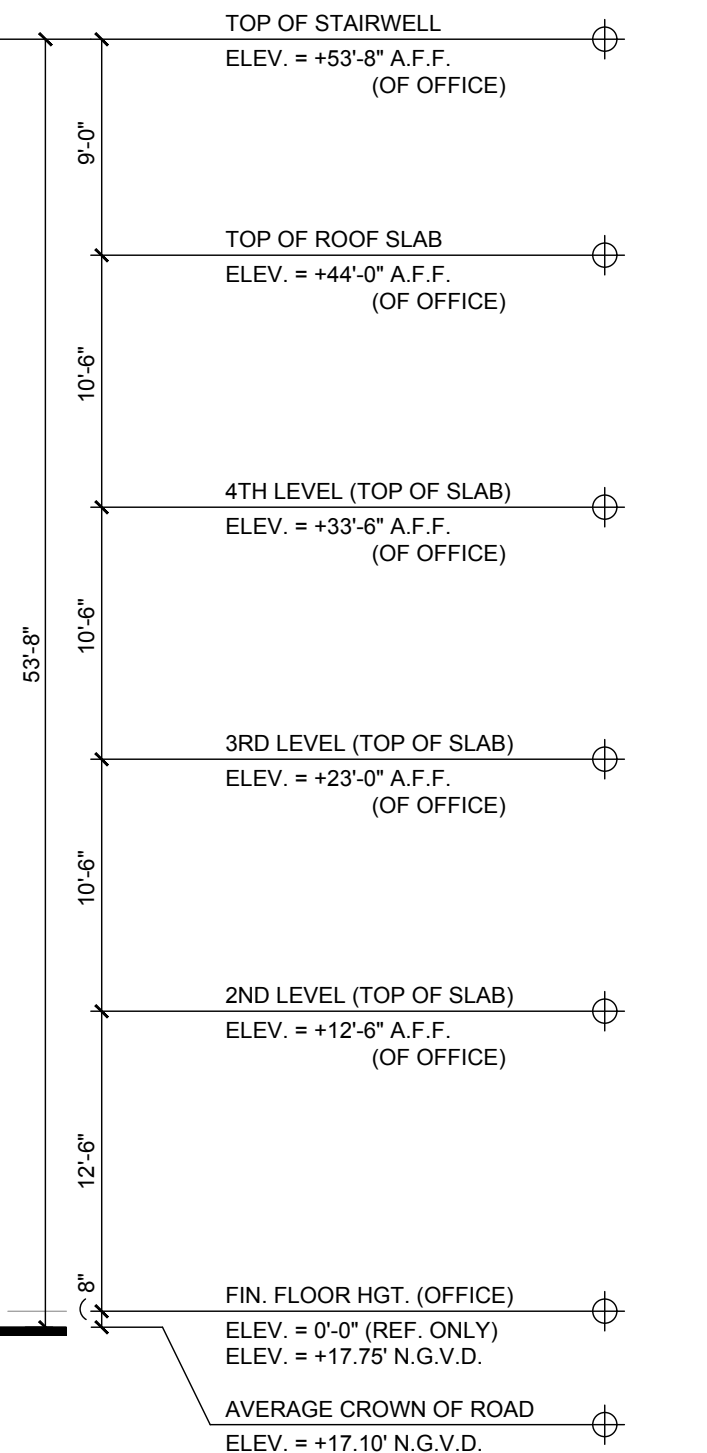 TOP OF STAIRWELL
ELEV. = +53'-8" A.F.F.
(OF OFFICE)
9'-0"
TOP OF ROOF SLAB
ELEV. = +44'-0" A.F.F.
(OF OFFICE)
10'-6"
4TH LEVEL (TOP OF SLAB)
ELEV. = +33'-6" A.F.F.
(OF OFFICE)
53'-8"
10'-6"
3RD LEVEL (TOP OF SLAB)
ELEV. = +23'-0" A.F.F.
(OF OFFICE)
10'-6"
2ND LEVEL (TOP OF SLAB)
ELEV. = +12'-6" A.F.F.
(OF OFFICE)
12'-6"
8"
FIN. FLOOR HGT. (OFFICE)
ELEV. = 0'-0" (REF. ONLY)
ELEV. = +17.75' N.G.V.D.
AVERAGE CROWN OF ROAD
ELEV. = +17.10' N.G.V.D.